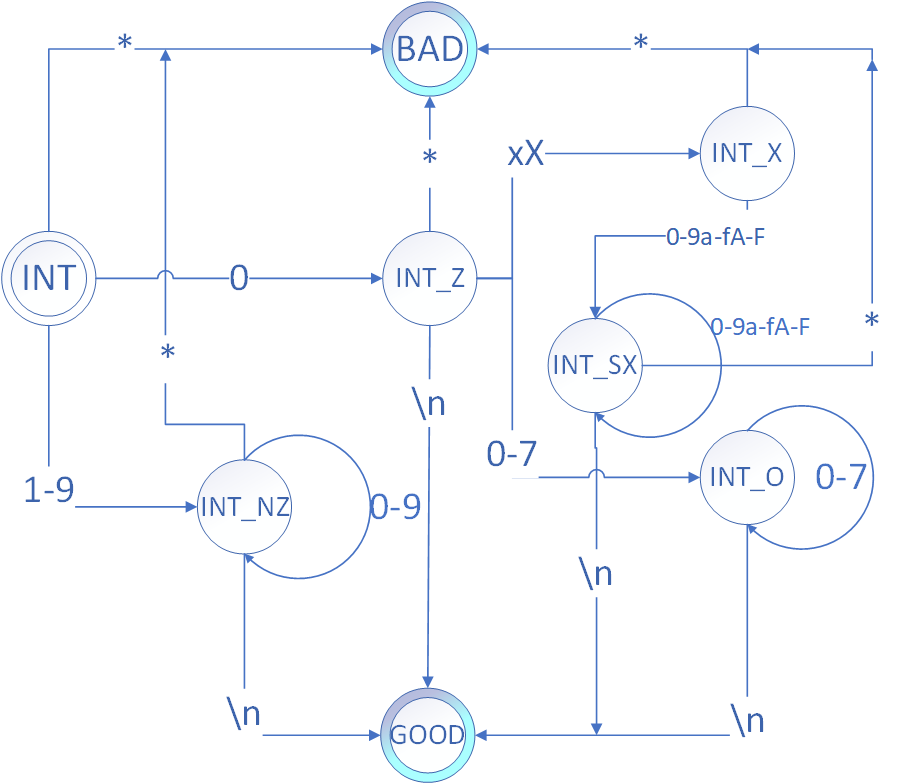 *
BAD
*
*
xX
INT_X
0-9a-fA-F
INT
0
INT_Z
*
0-9a-fA-F
*
INT_SX
\n
0-7
INT_O
0-7
1-9
INT_NZ
0-9
\n
\n
GOOD
\n